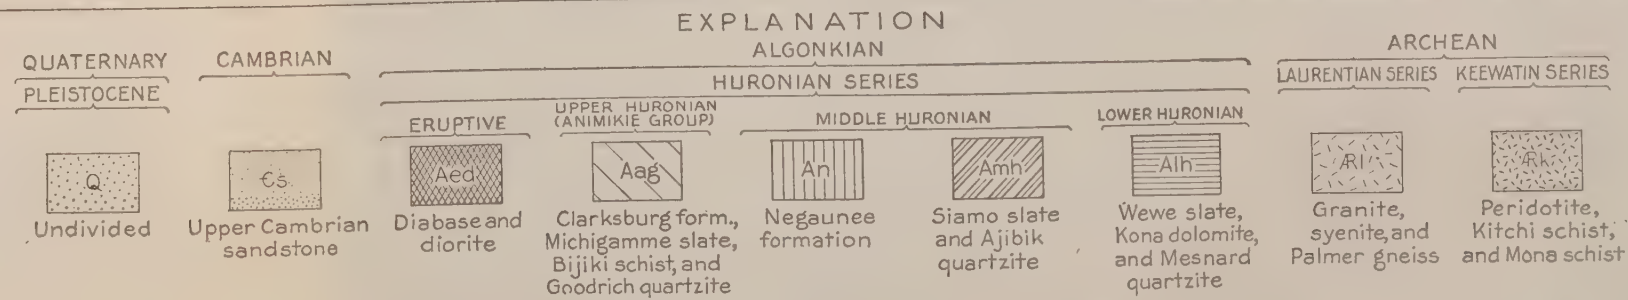 EXPLANATION
QUATERNARY
PLEISTOCENE
Q
Undivided
CAMBRIAN
Єs
Upper Cambrian
sandstone
ALGONKIAN
HURONIAN SERIES
ERUPTIVE
Aed
Diabase and
diorite
UPPER HURONIAN
(ANIMIKIE GROUP)
Aag
Clarksburg form.,
Michigamme slate,
Bijiki schist, and
Goodrich quartzite
MIDDLE HURONIAN
An
Negaunee
formation
Amh
Siamo slate
and Ajibik
quartzite
LOWER HURONIAN
Alh
Wewe slate,
Kona dolomite,
and Mesnard
quartzite
ARCHEAN
LAURENTIAN SERIES
ÆRl
Granite,
syenite, and
Palmer gneiss
KEEWATIN SERIES
ÆRk
Peridotite,
Kitchi schist,
and Mona schist